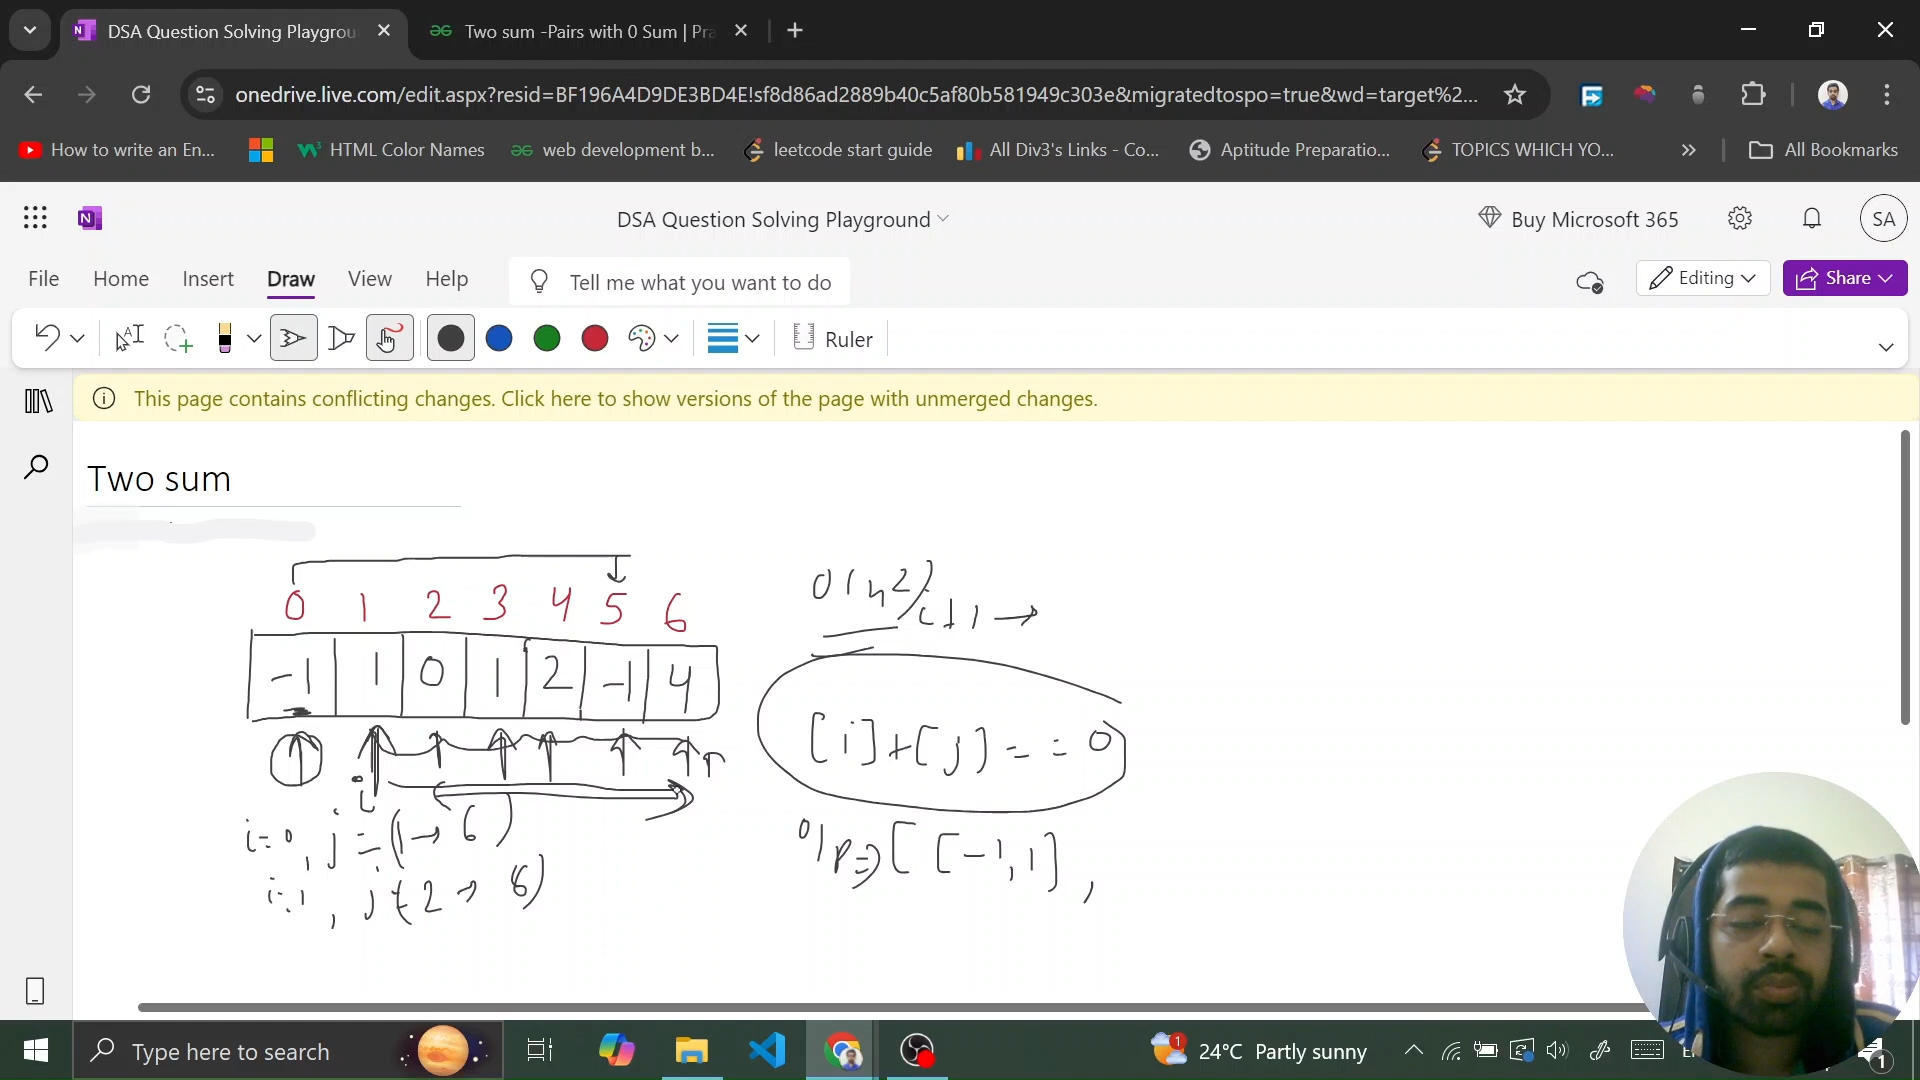 DSA Question Solving Playgrou
Two sum -Pairs with 0 Sum | Pra
onedrive.live.com/edit.aspx?resid=BF196A4D9DE3BD4E!sf8d86ad2889b40c5af80b581949c303e&migratedtospo=true&wd=target%2...
How to write an En...
HTML Color Names
web development b...
leetcode start guide
All Div3's Links - Co...
Aptitude Preparatio...
TOPICS WHICH YO...
All Bookmarks
DSA Question Solving Playground
Buy Microsoft 365
SA
File Home Insert Draw View Help
Tell me what you want to do
Editing
Share
Ruler
This page contains conflicting changes. Click here to show versions of the page with unmerged changes.
Two sum
0 1 2 3 4 5 6
-1 1 0 1 2 -1 4
i
i=0, j=(1→6)
i=1, j(2→6)
O(n2)
[i]+[j]==0
O/P=>[[-1,1],
Type here to search
1
24°C Partly sunny
1